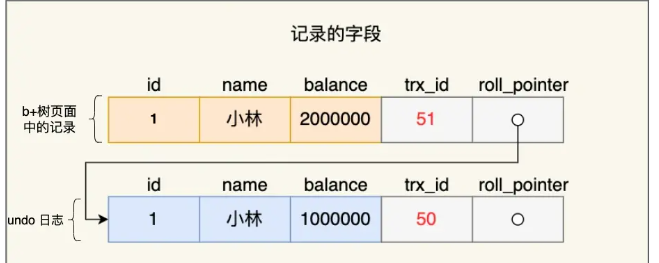 记录的字段
id name balance trx_id roll_pointer
b+树页面
中的记录
1 小林 2000000 51
id name balance trx_id roll_pointer
undo 日志
1 小林 1000000 50